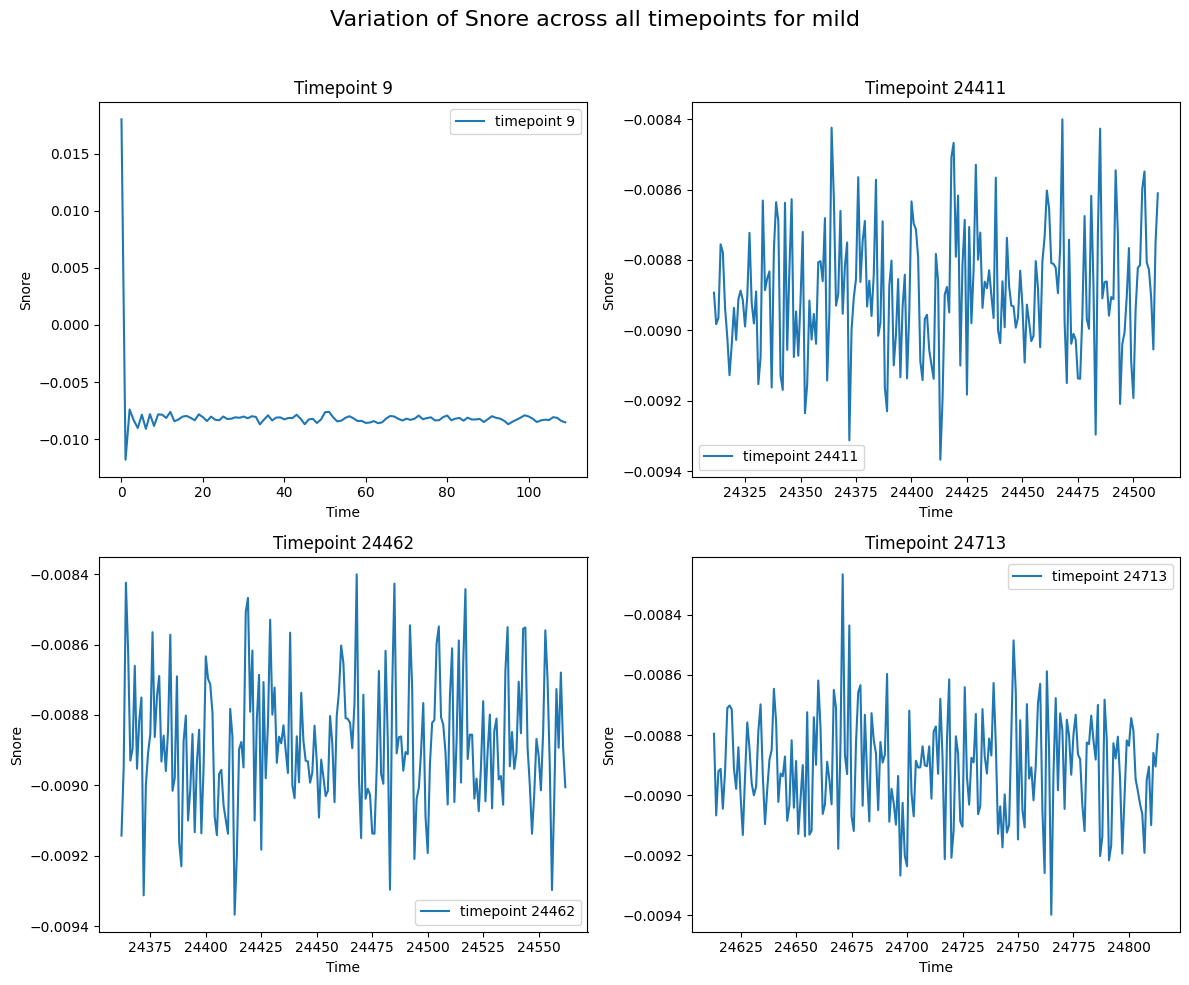 Variation of Snore across all timepoints for mild
Timepoint 9
timepoint 9
0.015
0.010
0.005
0.000
−0.005
−0.010
Snore
0 20 40 60 80 100
Time
Timepoint 24411
timepoint 24411
−0.0084
−0.0086
−0.0088
−0.0090
−0.0092
−0.0094
Snore
24325 24350 24375 24400 24425 24450 24475 24500
Time
Timepoint 24462
timepoint 24462
−0.0084
−0.0086
−0.0088
−0.0090
−0.0092
−0.0094
Snore
24375 24400 24425 24450 24475 24500 24525 24550
Time
Timepoint 24713
timepoint 24713
−0.0084
−0.0086
−0.0088
−0.0090
−0.0092
−0.0094
Snore
24625 24650 24675 24700 24725 24750 24775 24800
Time